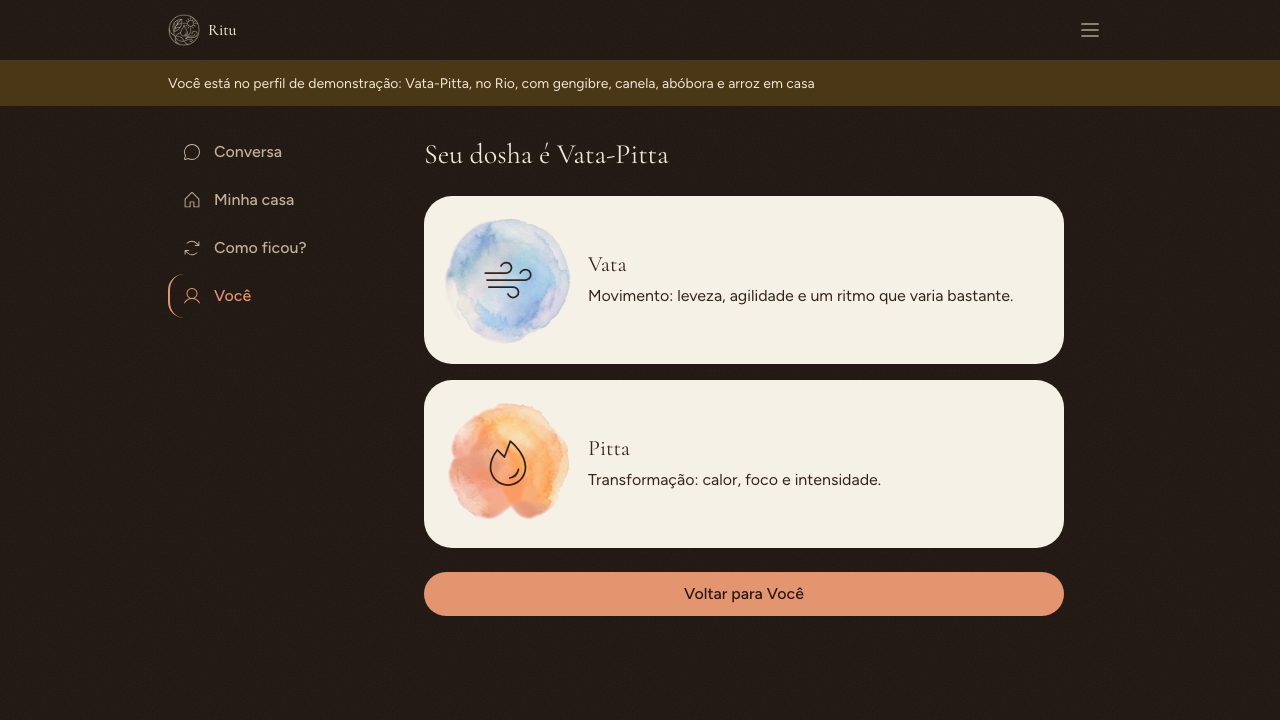 Ritu
Você está no perfil de demonstração: Vata-Pitta, no Rio, com gengibre, canela, abóbora e arroz em casa
Conversa
Minha casa
Como ficou?
Você
Seu dosha é Vata-Pitta
Vata
Movimento: leveza, agilidade e um ritmo que varia bastante.
Pitta
Transformação: calor, foco e intensidade.
Voltar para Você